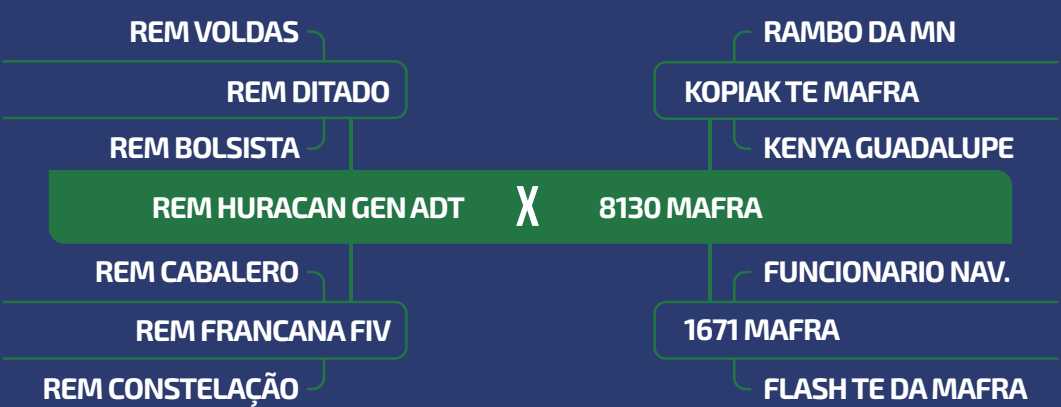 REM VOLDAS
RAMBO DA MN
REM DITADO
KOPIAK TE MAFRA
REM BOLSISTA
KENYA GUADALUPE
REM HURACAN GEN ADT X 8130 MAFRA
REM CABALERO
FUNCIONARIO NAV.
REM FRANCANA FIV
1671 MAFRA
REM CONSTELAÇÃO
FLASH TE DA MAFRA